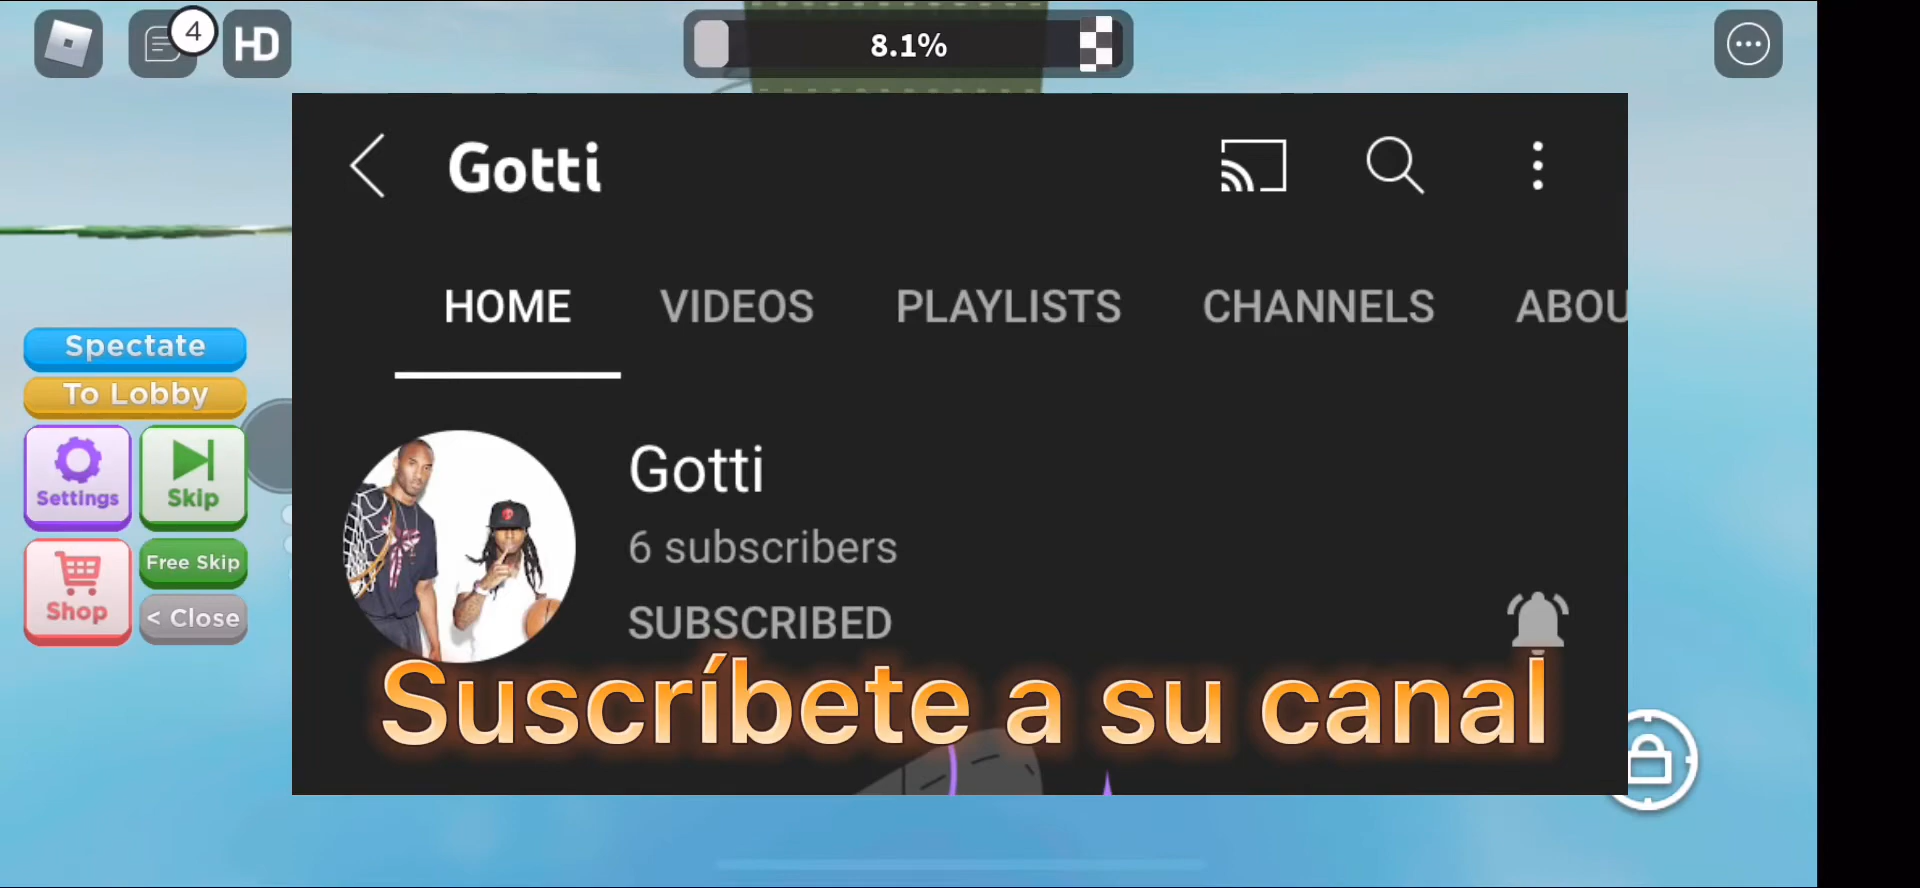 4
HD
8.1%
Gotti
HOME VIDEOS PLAYLISTS CHANNELS ABOU
Spectate
To Lobby
Settings
Skip
Shop
Free Skip
< Close
Gotti
6 subscribers
SUBSCRIBED
Suscríbete a su canal